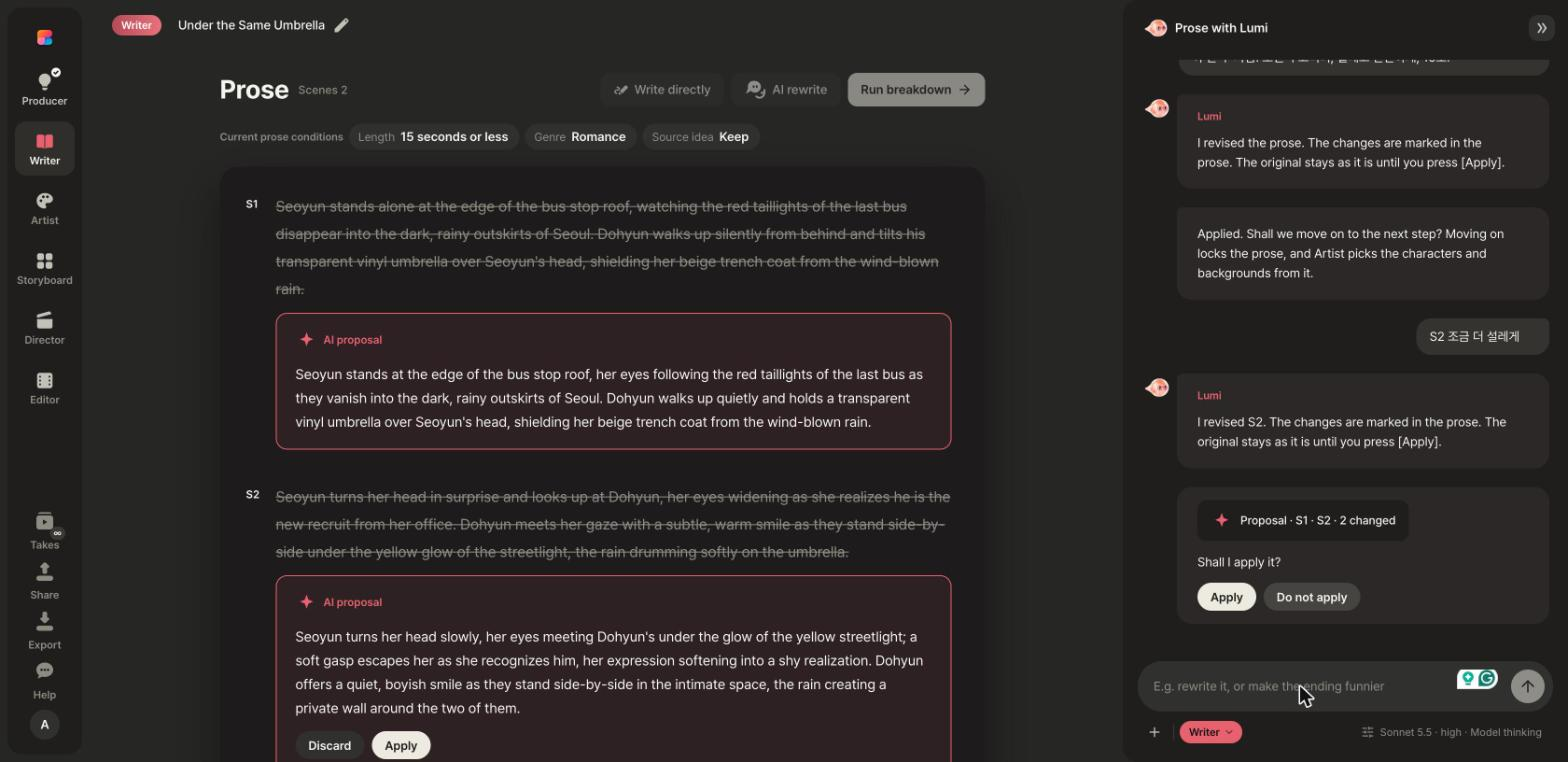 Writer
Under the Same Umbrella
Producer
Writer
Artist
Storyboard
Director
Editor
Takes
Share
Export
Help
A
Prose
Scenes 2
Write directly
AI rewrite
Run breakdown
Current prose conditions
Length 15 seconds or less
Genre Romance
Source idea Keep
S1
Seoyun stands alone at the edge of the bus stop roof, watching the red taillights of the last bus
disappear into the dark, rainy outskirts of Seoul. Dohyun walks up silently from behind and tilts his
transparent vinyl umbrella over Seoyun's head, shielding her beige trench coat from the wind-blown
rain.
AI proposal
Seoyun stands at the edge of the bus stop roof, her eyes following the red taillights of the last bus as
they vanish into the dark, rainy outskirts of Seoul. Dohyun walks up quietly and holds a transparent
vinyl umbrella over Seoyun's head, shielding her beige trench coat from the wind-blown rain.
S2
Seoyun turns her head in surprise and looks up at Dohyun, her eyes widening as she realizes he is the
new recruit from her office. Dohyun meets her gaze with a subtle, warm smile as they stand side-by-
side under the yellow glow of the streetlight, the rain drumming softly on the umbrella.
AI proposal
Seoyun turns her head slowly, her eyes meeting Dohyun's under the glow of the yellow streetlight; a
soft gasp escapes her as she recognizes him, her expression softening into a shy realization. Dohyun
offers a quiet, boyish smile as they stand side-by-side in the intimate space, the rain creating a
private wall around the two of them.
Discard
Apply
Prose with Lumi
Lumi
I revised the prose. The changes are marked in the
prose. The original stays as it is until you press [Apply].
Applied. Shall we move on to the next step? Moving on
locks the prose, and Artist picks the characters and
backgrounds from it.
S2 조금 더 설레게
Lumi
I revised S2. The changes are marked in the prose. The
original stays as it is until you press [Apply].
Proposal · S1 · S2 · 2 changed
Shall I apply it?
Apply
Do not apply
E.g. rewrite it, or make the ending funnier
Writer
Sonnet 5.5 · high · Model thinking